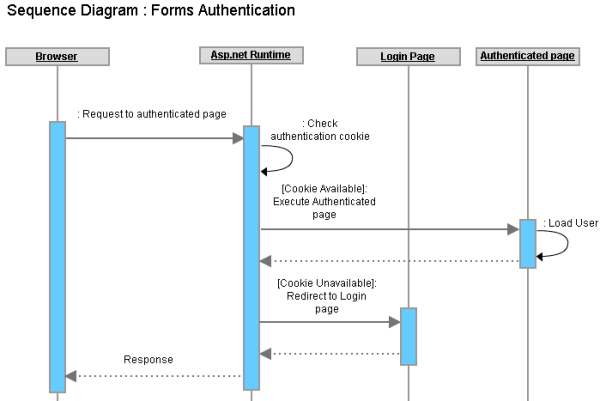 Sequence Diagram : Forms Authentication
Browser
Asp.net Runtime
Login Page
Authenticated page
: Request to authenticated page
: Check
authentication cookie
[Cookie Available]:
Execute Authenticated
page
: Load User
[Cookie Unavailable]:
Redirect to Login
page
Response